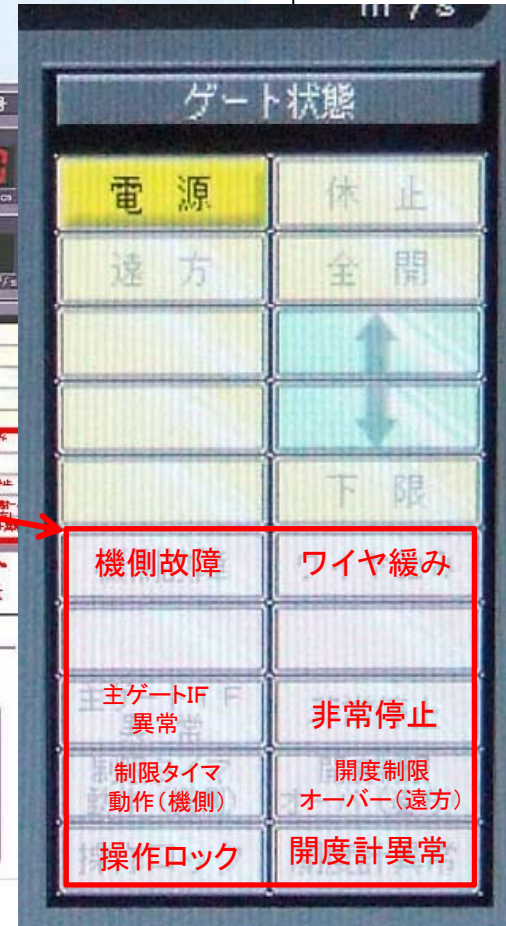 m / s
ゲート状態
電 源
休 止
遠 方
全 開
下 限
機側故障
ワイヤ緩み
主ゲートIF
異常
非常停止
制限タイマ
動作(機側)
開度制限
オーバー(遠方)
操作ロック
開度計異常